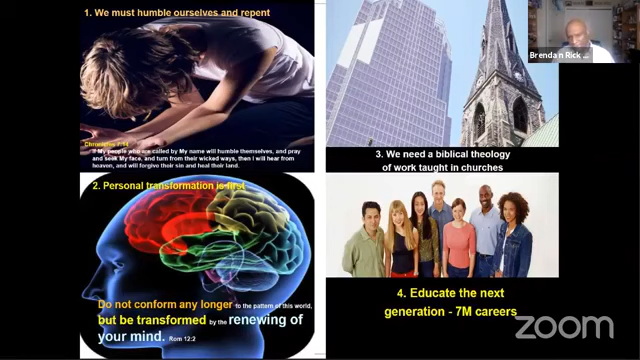 1. We must humble ourselves and repent
Chronicles 7:14
If My people who are called by My name will humble themselves, and pray
and seek My face, and turn from their wicked ways, then I will hear from
heaven, and will forgive their sin and heal their land.
2. Personal transformation is first
Do not conform any longer to the pattern of this world,
but be transformed by the renewing of
your mind. Rom 12:2
3. We need a biblical theology
of work taught in churches
4. Educate the next
generation - 7M careers
Brendan Rick ...
zoom